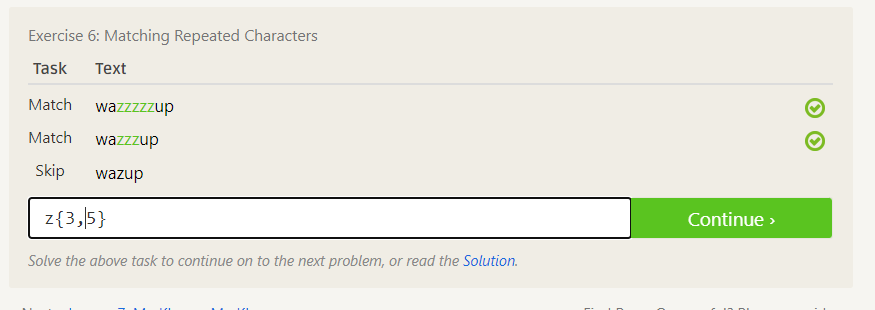 Exercise 6: Matching Repeated Characters
Task Text
Match wazzzzzup
Match wazzzup
Skip wazup
z{3,5}
Continue ›
Solve the above task to continue on to the next problem, or read the Solution.